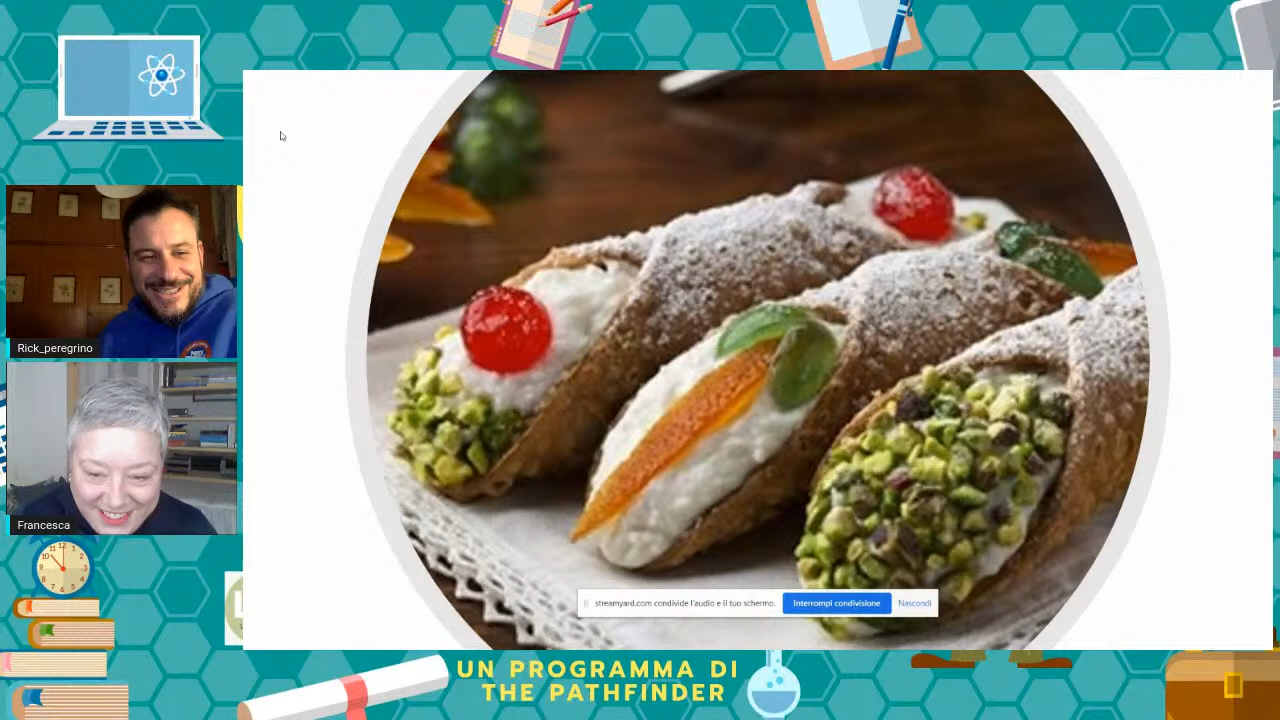 Rick_peregrino
Francesca
streamyard.com condivide l'audio e il tuo schermo.
Interrompi condivisione
Nascondi
UN PROGRAMMA DI
THE PATHFINDER